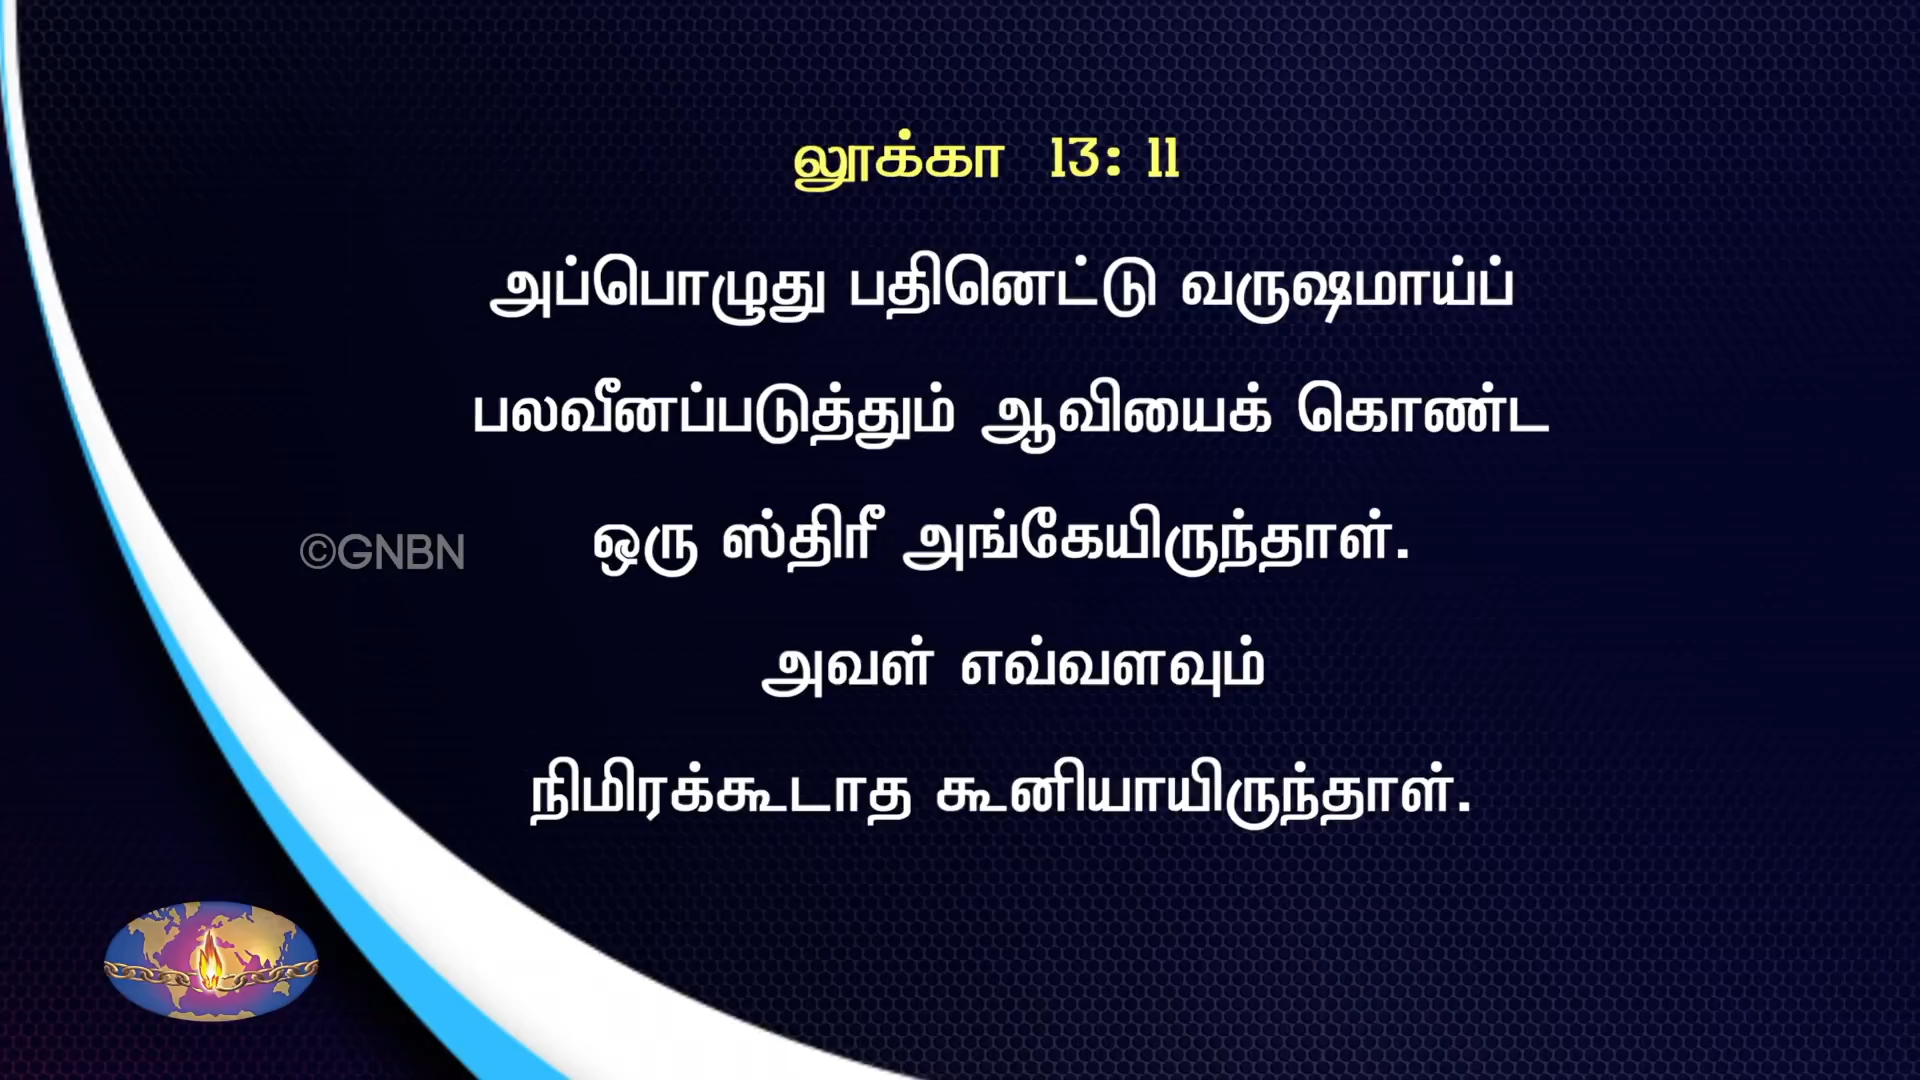 லூக்கா 13: 11
அப்பொழுது பதினெட்டு வருஷமாய்ப்
பலவீனப்படுத்தும் ஆவியைக் கொண்ட
©GNBN
ஒரு ஸ்திரீ அங்கேயிருந்தாள்.
அவள் எவ்வளவும்
நிமிரக்கூடாத கூனியாயிருந்தாள்.